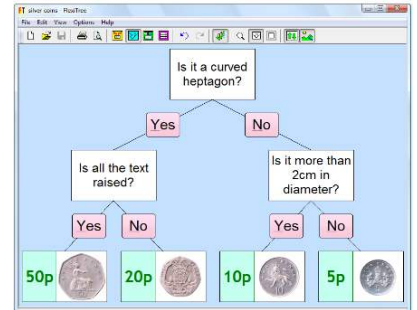 silver coins - FlexiTree
File Edit View Options Help
Is it a curved
heptagon?
Yes
No
Is all the text
raised?
Is it more than
2cm in
diameter?
Yes
No
Yes
No
50p
20p
10p
5p